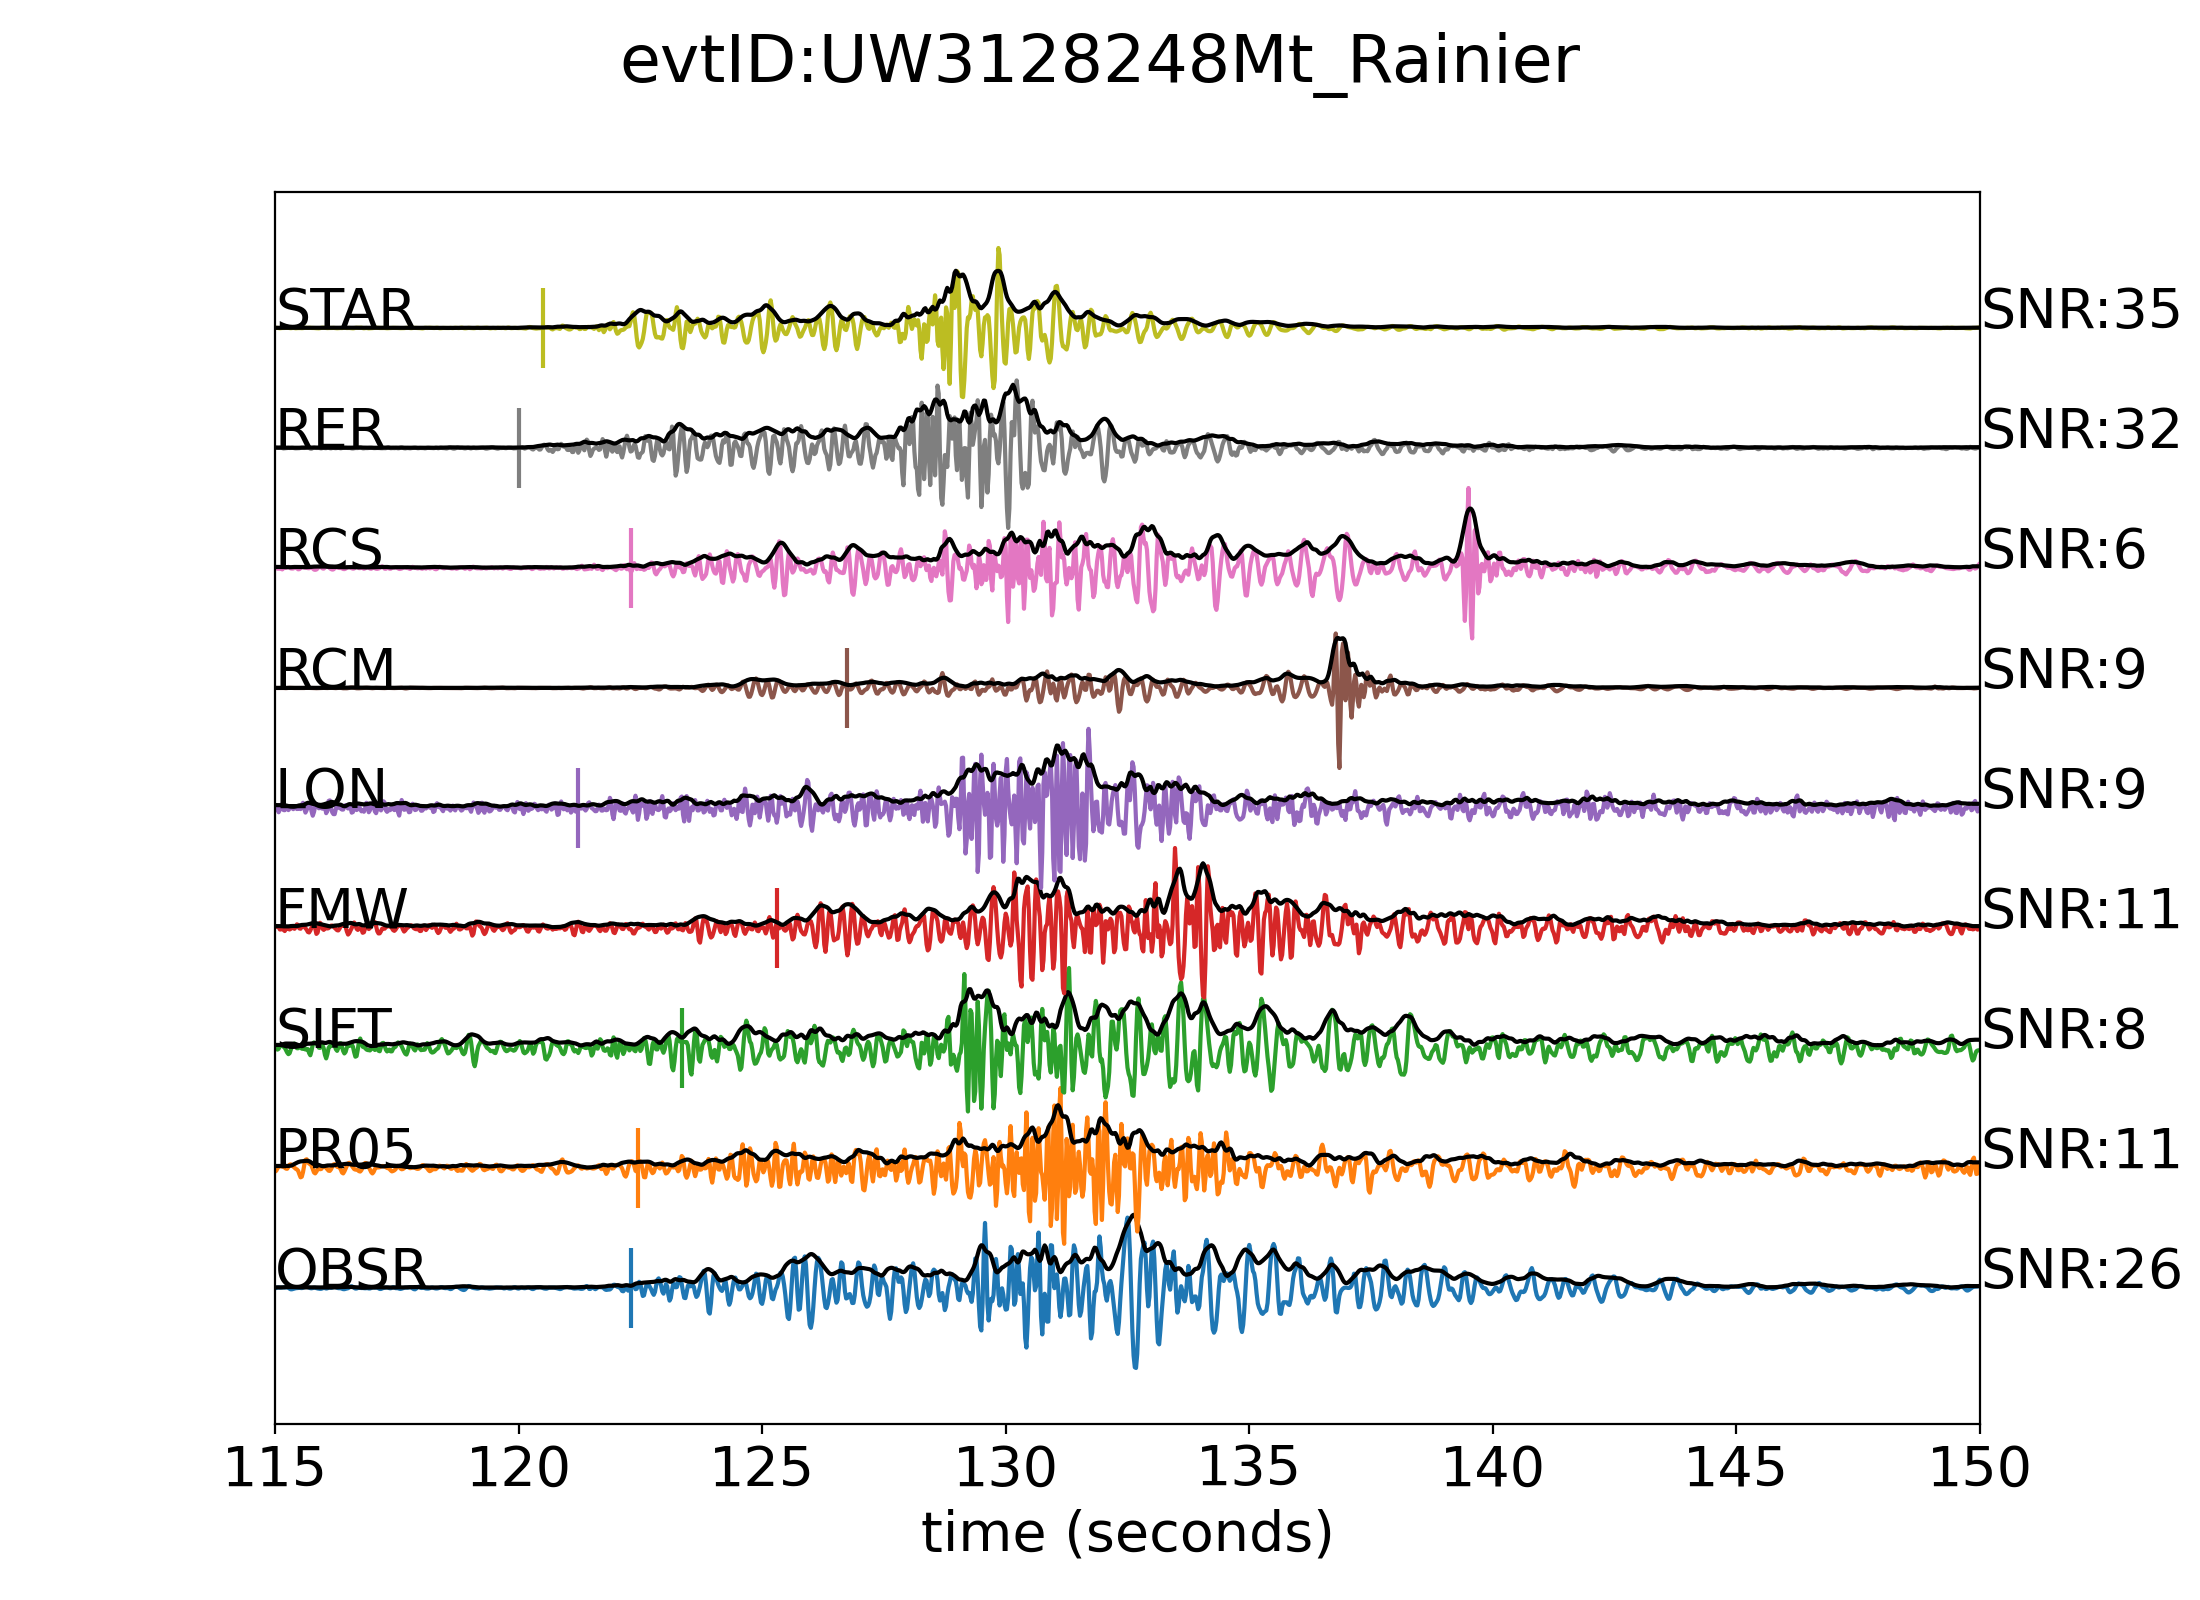 evtID:UW3128248Mt_Rainier
STAR SNR:35
RER SNR:32
RCS SNR:6
RCM SNR:9
LON SNR:9
FMW SNR:11
SIFT SNR:8
PR05 SNR:11
OBSR SNR:26
115 120 125 130 135 140 145 150
time (seconds)